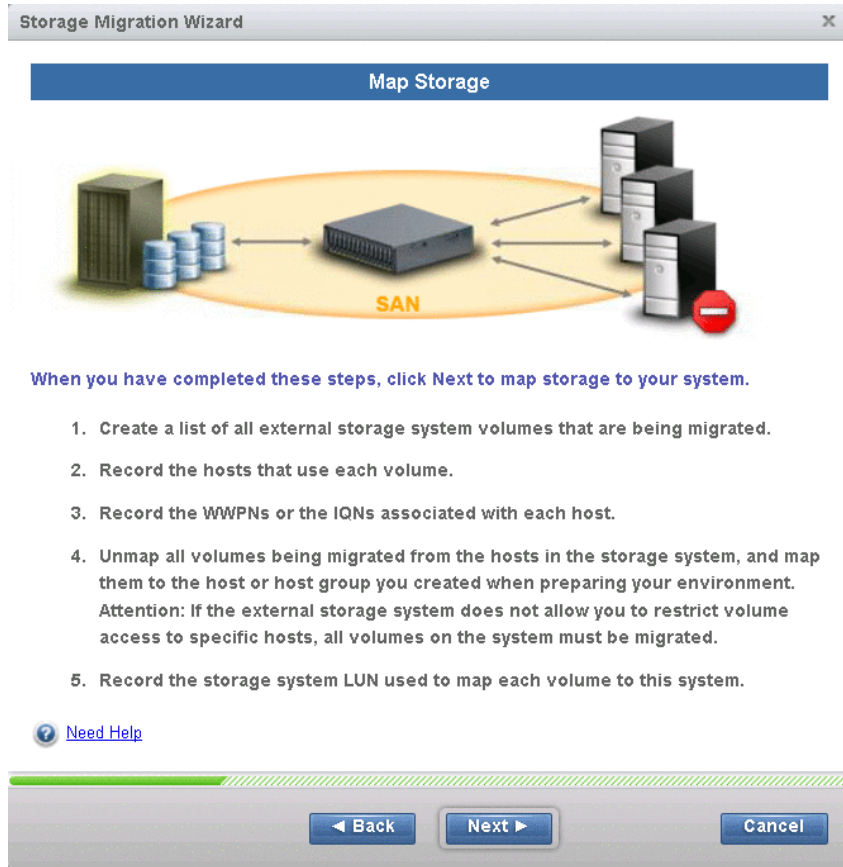 Storage Migration Wizard
x
Map Storage
SAN
When you have completed these steps, click Next to map storage to your system.
1. Create a list of all external storage system volumes that are being migrated.
2. Record the hosts that use each volume.
3. Record the WWPNs or the IQNs associated with each host.
4. Unmap all volumes being migrated from the hosts in the storage system, and map
them to the host or host group you created when preparing your environment.
Attention: If the external storage system does not allow you to restrict volume
access to specific hosts, all volumes on the system must be migrated.
5. Record the storage system LUN used to map each volume to this system.
? Need Help
◄ Back Next ► Cancel